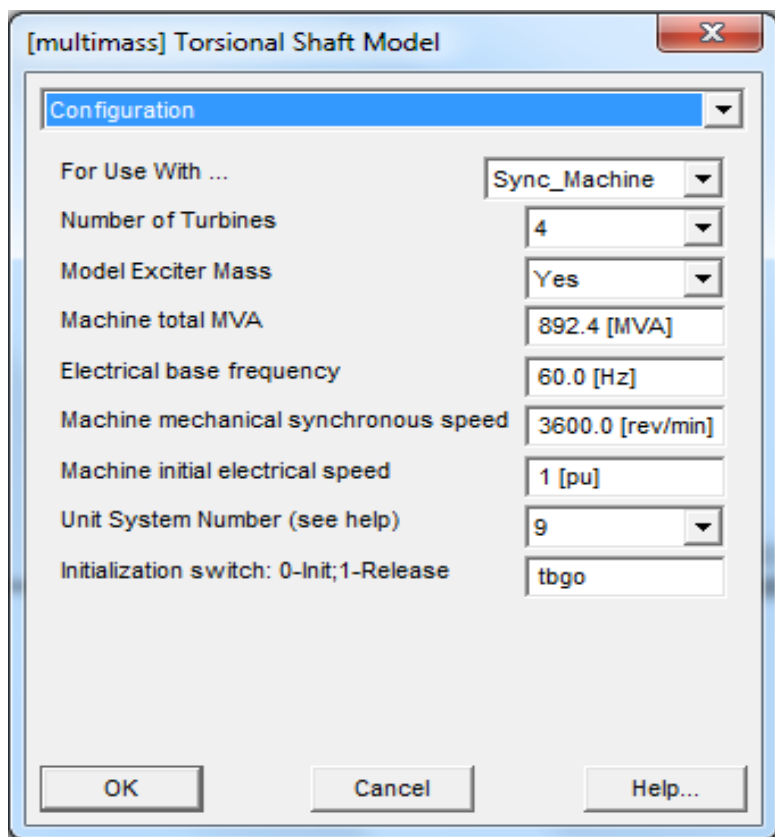 [multimass] Torsional Shaft Model
Configuration
For Use With ... Sync_Machine
Number of Turbines 4
Model Exciter Mass Yes
Machine total MVA 892.4 [MVA]
Electrical base frequency 60.0 [Hz]
Machine mechanical synchronous speed 3600.0 [rev/min]
Machine initial electrical speed 1 [pu]
Unit System Number (see help) 9
Initialization switch: 0-Init;1-Release tbgo
OK Cancel Help...